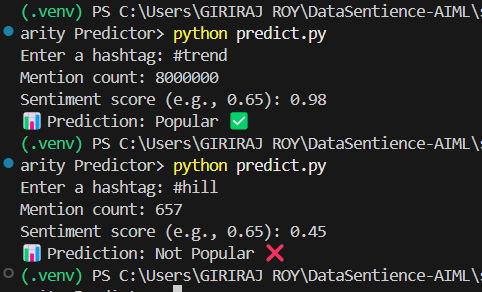 (.venv) PS C:\Users\GIRIRAJ ROY\DataSentience-AIML\s
arity Predictor> python predict.py
Enter a hashtag: #trend
Mention count: 8000000
Sentiment score (e.g., 0.65): 0.98
📊 Prediction: Popular ✅
(.venv) PS C:\Users\GIRIRAJ ROY\DataSentience-AIML\s
arity Predictor> python predict.py
Enter a hashtag: #hill
Mention count: 657
Sentiment score (e.g., 0.65): 0.45
📊 Prediction: Not Popular ❌
(.venv) PS C:\Users\GIRIRAJ ROY\DataSentience-AIML\s